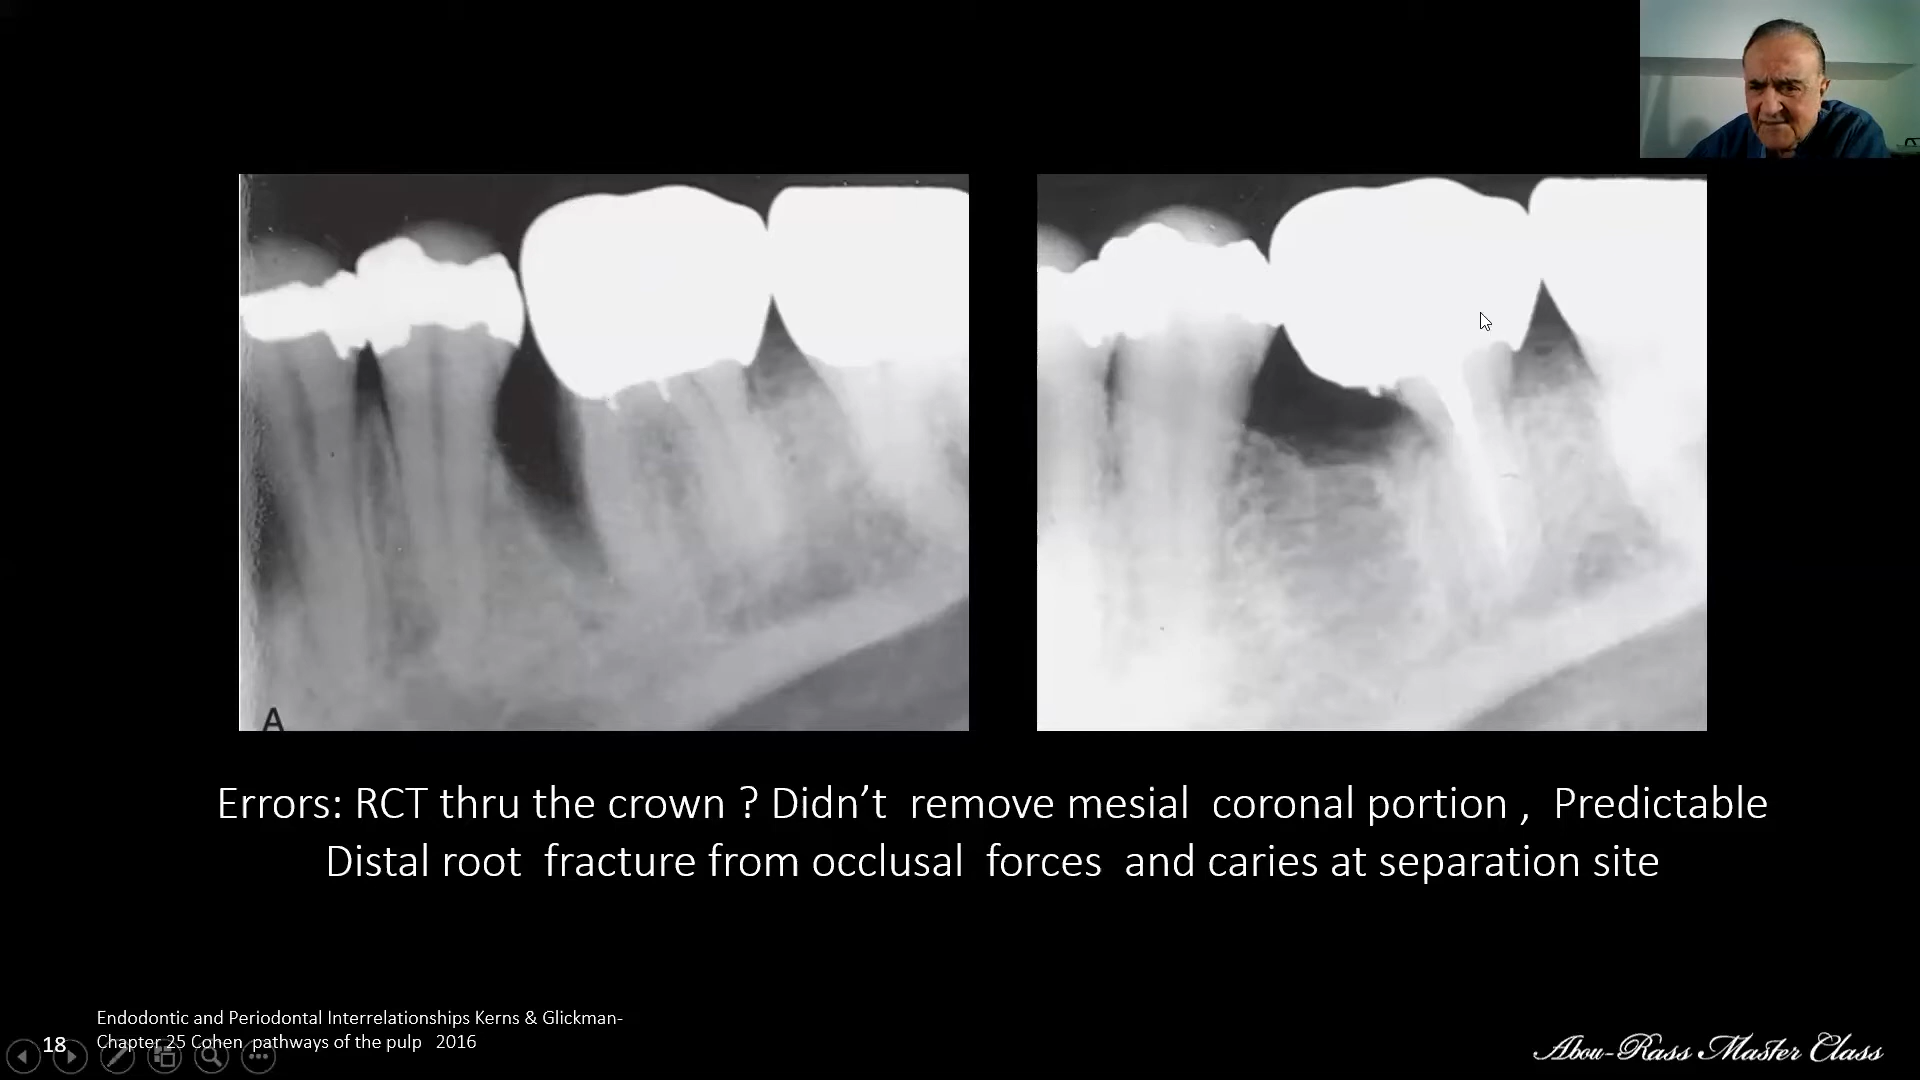 A
Errors: RCT thru the crown ? Didn’t remove mesial coronal portion , Predictable
Distal root fracture from occlusal forces and caries at separation site
Endodontic and Periodontal Interrelationships Kerns & Glickman-
Chapter 25 Cohen pathways of the pulp 2016
18
Abou-Rass Master Class